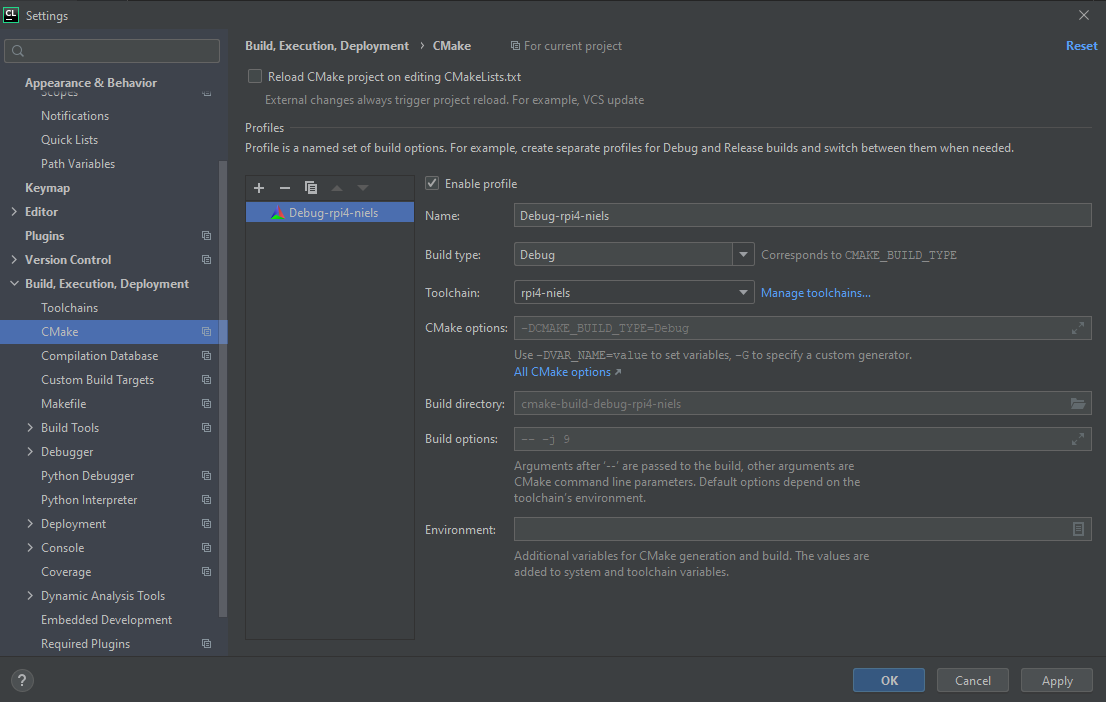 CL Settings
Appearance & Behavior
Scopes
Notifications
Quick Lists
Path Variables
Keymap
Editor
Plugins
Version Control
Build, Execution, Deployment
Toolchains
CMake
Compilation Database
Custom Build Targets
Makefile
Build Tools
Debugger
Python Debugger
Python Interpreter
Deployment
Console
Coverage
Dynamic Analysis Tools
Embedded Development
Required Plugins
?
Build, Execution, Deployment › CMake For current project Reset
Reload CMake project on editing CMakeLists.txt
External changes always trigger project reload. For example, VCS update
Profiles
Profile is a named set of build options. For example, create separate profiles for Debug and Release builds and switch between them when needed.
Debug-rpi4-niels
Enable profile
Name: Debug-rpi4-niels
Build type: Debug Corresponds to CMAKE_BUILD_TYPE
Toolchain: rpi4-niels Manage toolchains...
CMake options: -DCMAKE_BUILD_TYPE=Debug
Use -DVAR_NAME=value to set variables, -G to specify a custom generator.
All CMake options ↗
Build directory: cmake-build-debug-rpi4-niels
Build options: -- -j 9
Arguments after '--' are passed to the build, other arguments are
CMake command line parameters. Default options depend on the
toolchain's environment.
Environment:
Additional variables for CMake generation and build. The values are
added to system and toolchain variables.
OK Cancel Apply